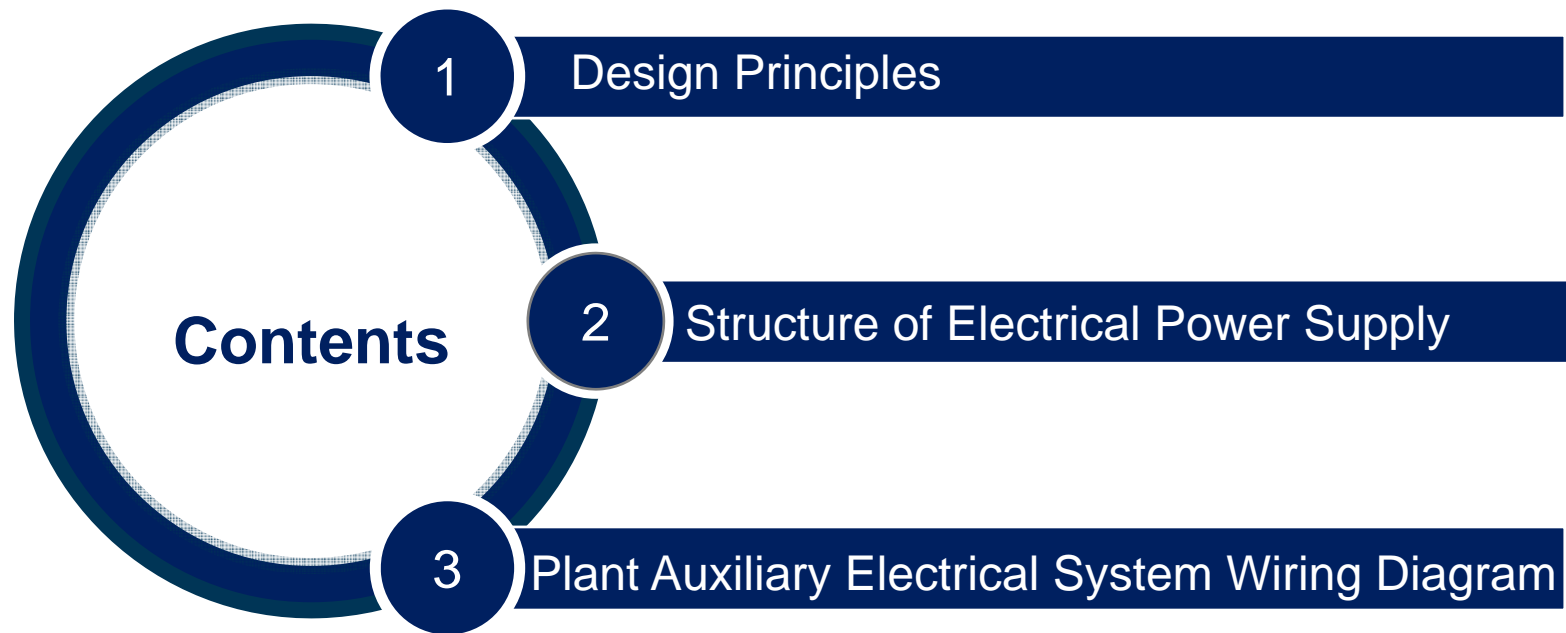 1 Design Principles
Contents
2 Structure of Electrical Power Supply
3 Plant Auxiliary Electrical System Wiring Diagram